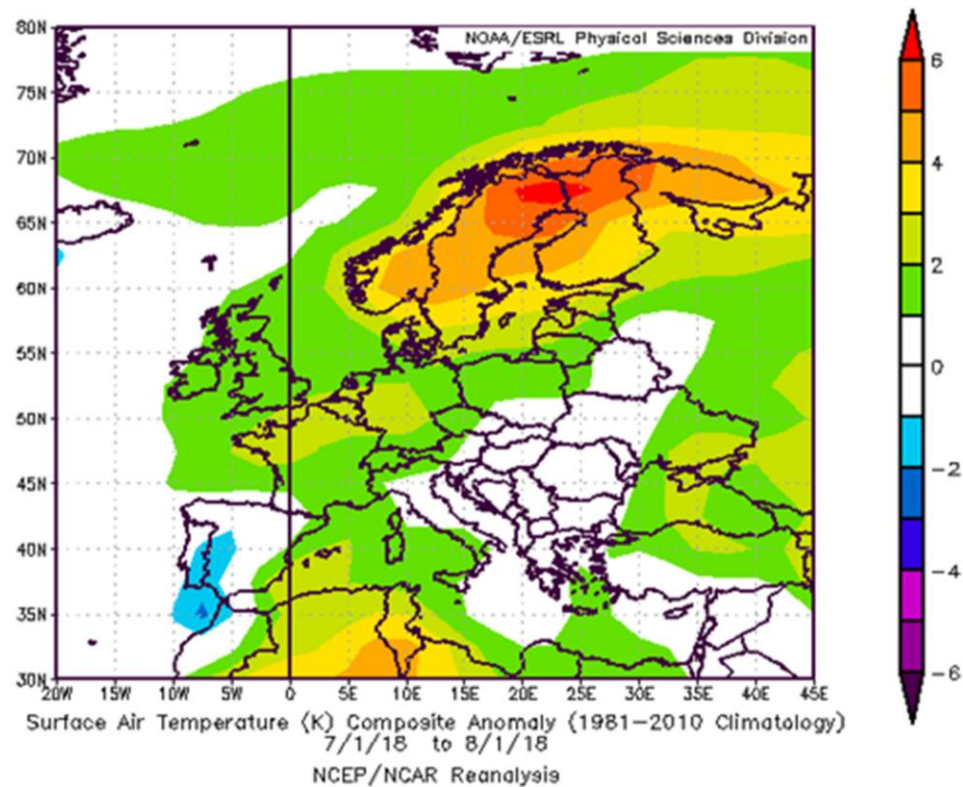 80N
NOAA/ESRL Physical Sciences Division
75N
70N
65N
60N
55N
50N
45N
40N
35N
30N
20W 15W 10W 5W 0 5E 10E 15E 20E 25E 30E 35E 40E 45E
6
4
2
0
-2
-4
-6
Surface Air Temperature (K) Composite Anomaly (1981-2010 Climatology)
7/1/18 to 8/1/18
NCEP/NCAR Reanalysis